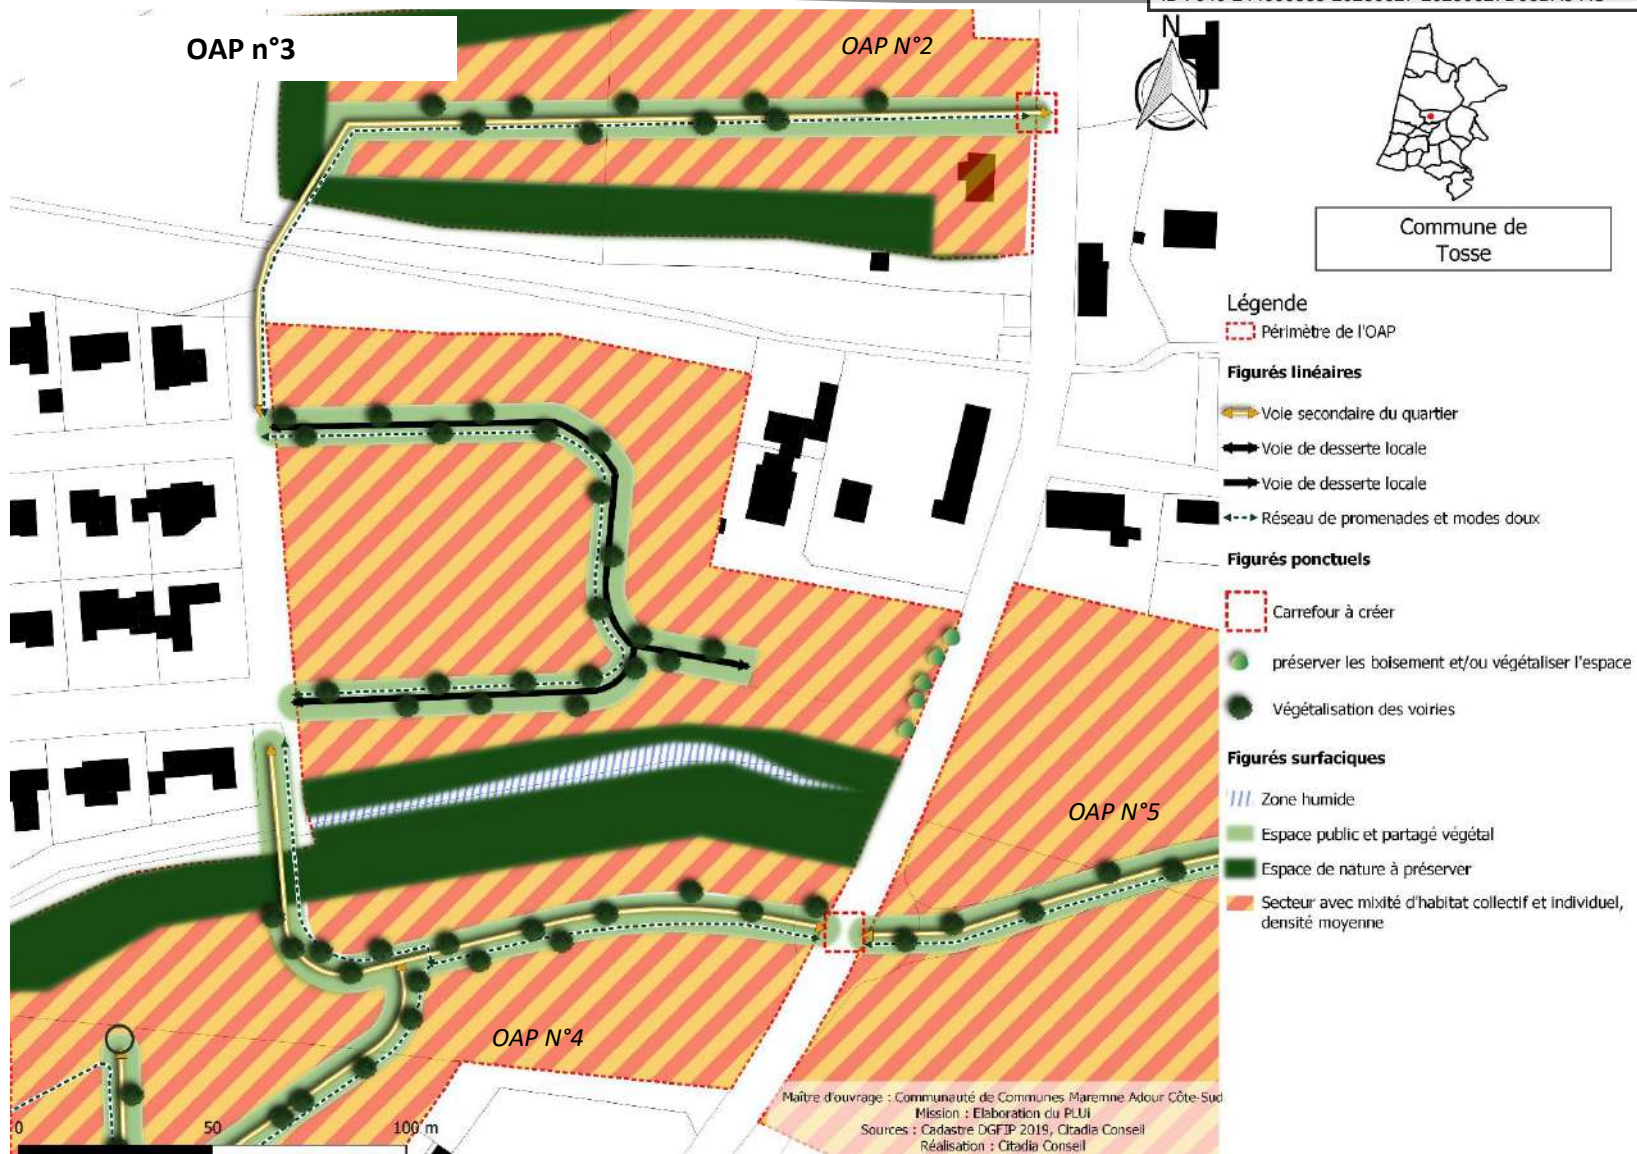 OAP n°3
OAP N°2
N
Commune de
Tosse
Légende
Périmètre de l'OAP
Figurés linéaires
Voie secondaire du quartier
Voie de desserte locale
Voie de desserte locale
Réseau de promenades et modes doux
Figurés ponctuels
Carrefour à créer
préserver les boisement et/ou végétaliser l'espace
Végétalisation des voiries
Figurés surfaciques
Zone humide
Espace public et partagé végétal
Espace de nature à préserver
Secteur avec mixité d'habitat collectif et individuel,
densité moyenne
OAP N°5
OAP N°4
0 50 100 m
Maître d'ouvrage : Communauté de Communes Maremne Adour Côte-Sud
Mission : Elaboration du PLUi
Sources : Cadastre DGFIP 2019, Citadia Conseil
Réalisation : Citadia Conseil